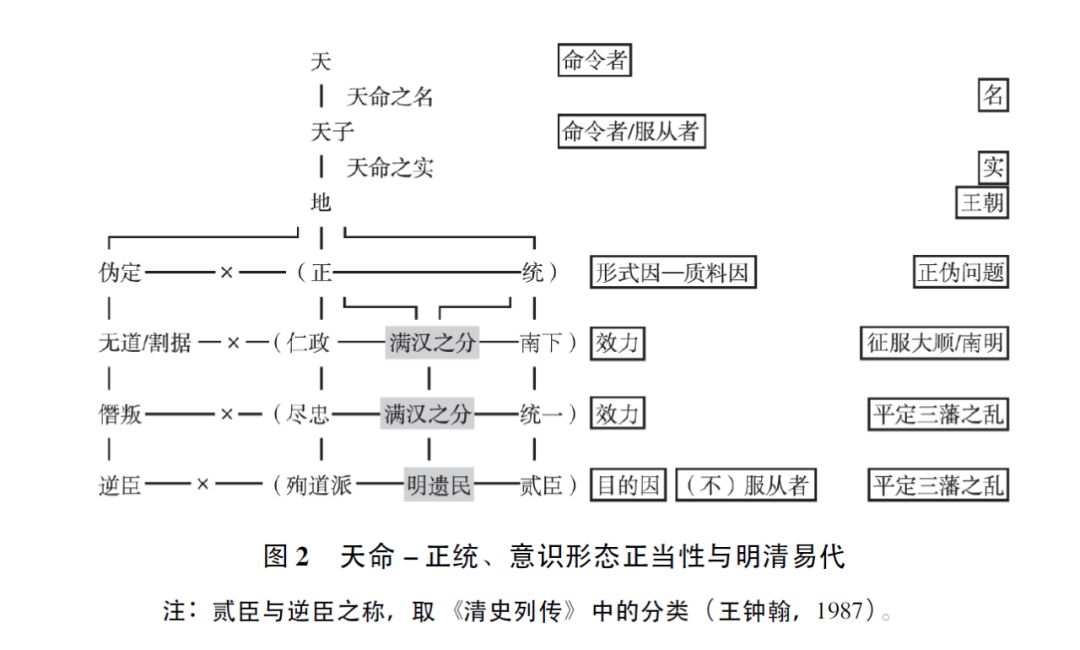 天 命令者
天命之名 名
天子 命令者/服从者
天命之实 实
地 王朝
伪定 × （正 统） 形式因—质料因 正伪问题
无道/割据 × （仁政 满汉之分 南下） 效力 征服大顺/南明
僭叛 × （尽忠 满汉之分 统一） 效力 平定三藩之乱
逆臣 × （殉道派 明遗民 贰臣） 目的因 （不）服从者 平定三藩之乱
图 2 天命－正统、意识形态正当性与明清易代
注：贰臣与逆臣之称，取《清史列传》中的分类（王钟翰，1987）。